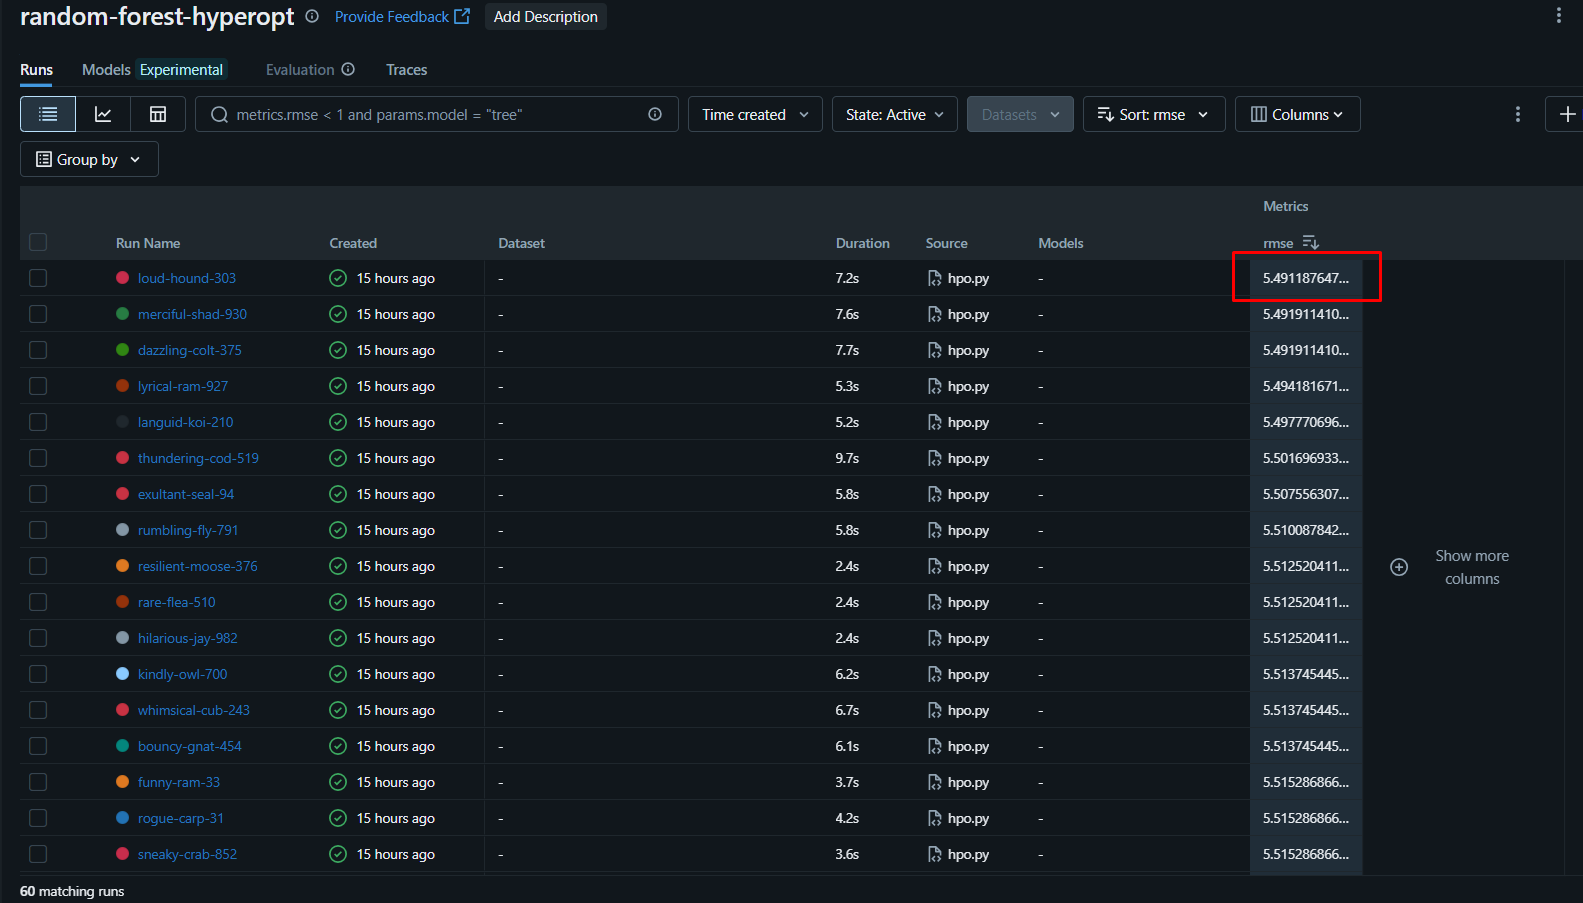 random-forest-hyperopt Provide Feedback Add Description
Runs Models Experimental Evaluation Traces
metrics.rmse < 1 and params.model = "tree" Time created State: Active Datasets Sort: rmse Columns
Group by
Metrics
Run Name Created Dataset Duration Source Models rmse
loud-hound-303 15 hours ago - 7.2s hpo.py - 5.491187647...
merciful-shad-930 15 hours ago - 7.6s hpo.py - 5.491911410...
dazzling-colt-375 15 hours ago - 7.7s hpo.py - 5.491911410...
lyrical-ram-927 15 hours ago - 5.3s hpo.py - 5.494181671...
languid-koi-210 15 hours ago - 5.2s hpo.py - 5.497770696...
thundering-cod-519 15 hours ago - 9.7s hpo.py - 5.501696933...
exultant-seal-94 15 hours ago - 5.8s hpo.py - 5.507556307...
rumbling-fly-791 15 hours ago - 5.8s hpo.py - 5.510087842...
resilient-moose-376 15 hours ago - 2.4s hpo.py - 5.512520411...
rare-flea-510 15 hours ago - 2.4s hpo.py - 5.512520411...
hilarious-jay-982 15 hours ago - 2.4s hpo.py - 5.512520411...
kindly-owl-700 15 hours ago - 6.2s hpo.py - 5.513745445...
whimsical-cub-243 15 hours ago - 6.7s hpo.py - 5.513745445...
bouncy-gnat-454 15 hours ago - 6.1s hpo.py - 5.513745445...
funny-ram-33 15 hours ago - 3.7s hpo.py - 5.515286866...
rogue-carp-31 15 hours ago - 4.2s hpo.py - 5.515286866...
sneaky-crab-852 15 hours ago - 3.6s hpo.py - 5.515286866...
Show more
columns
60 matching runs